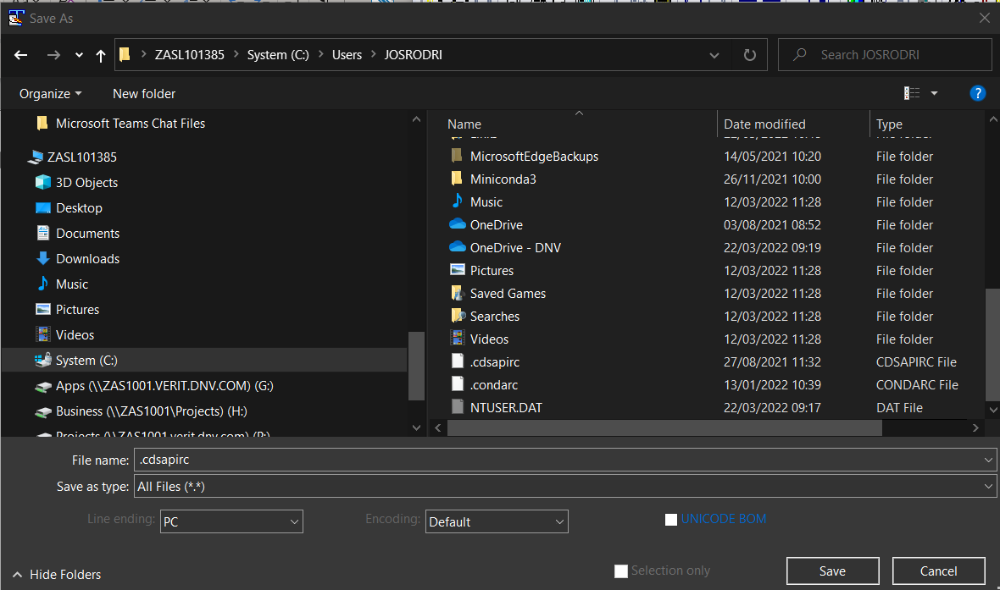 Save As
ZASL101385 > System (C:) > Users > JOSRODRI
Search JOSRODRI
Organize
New folder
?
Microsoft Teams Chat Files
ZASL101385
3D Objects
Desktop
Documents
Downloads
Music
Pictures
Videos
System (C:)
Apps (\\ZAS1001.VERIT.DNV.COM) (G:)
Business (\\ZAS1001\Projects) (H:)
Projects (\\ZAS1001.verit.dnv.com) (P:)
Name Date modified Type
MicrosoftEdgeBackups 14/05/2021 10:20 File folder
Miniconda3 26/11/2021 10:00 File folder
Music 12/03/2022 11:28 File folder
OneDrive 03/08/2021 08:52 File folder
OneDrive - DNV 22/03/2022 09:19 File folder
Pictures 12/03/2022 11:28 File folder
Saved Games 12/03/2022 11:28 File folder
Searches 12/03/2022 11:28 File folder
Videos 12/03/2022 11:28 File folder
.cdsapirc 27/08/2021 11:32 CDSAPIRC File
.condarc 13/01/2022 10:39 CONDARC File
NTUSER.DAT 22/03/2022 09:17 DAT File
File name: .cdsapirc
Save as type: All Files (*.*)
Line ending: PC
Encoding: Default
UNICODE BOM
Hide Folders
Selection only
Save
Cancel